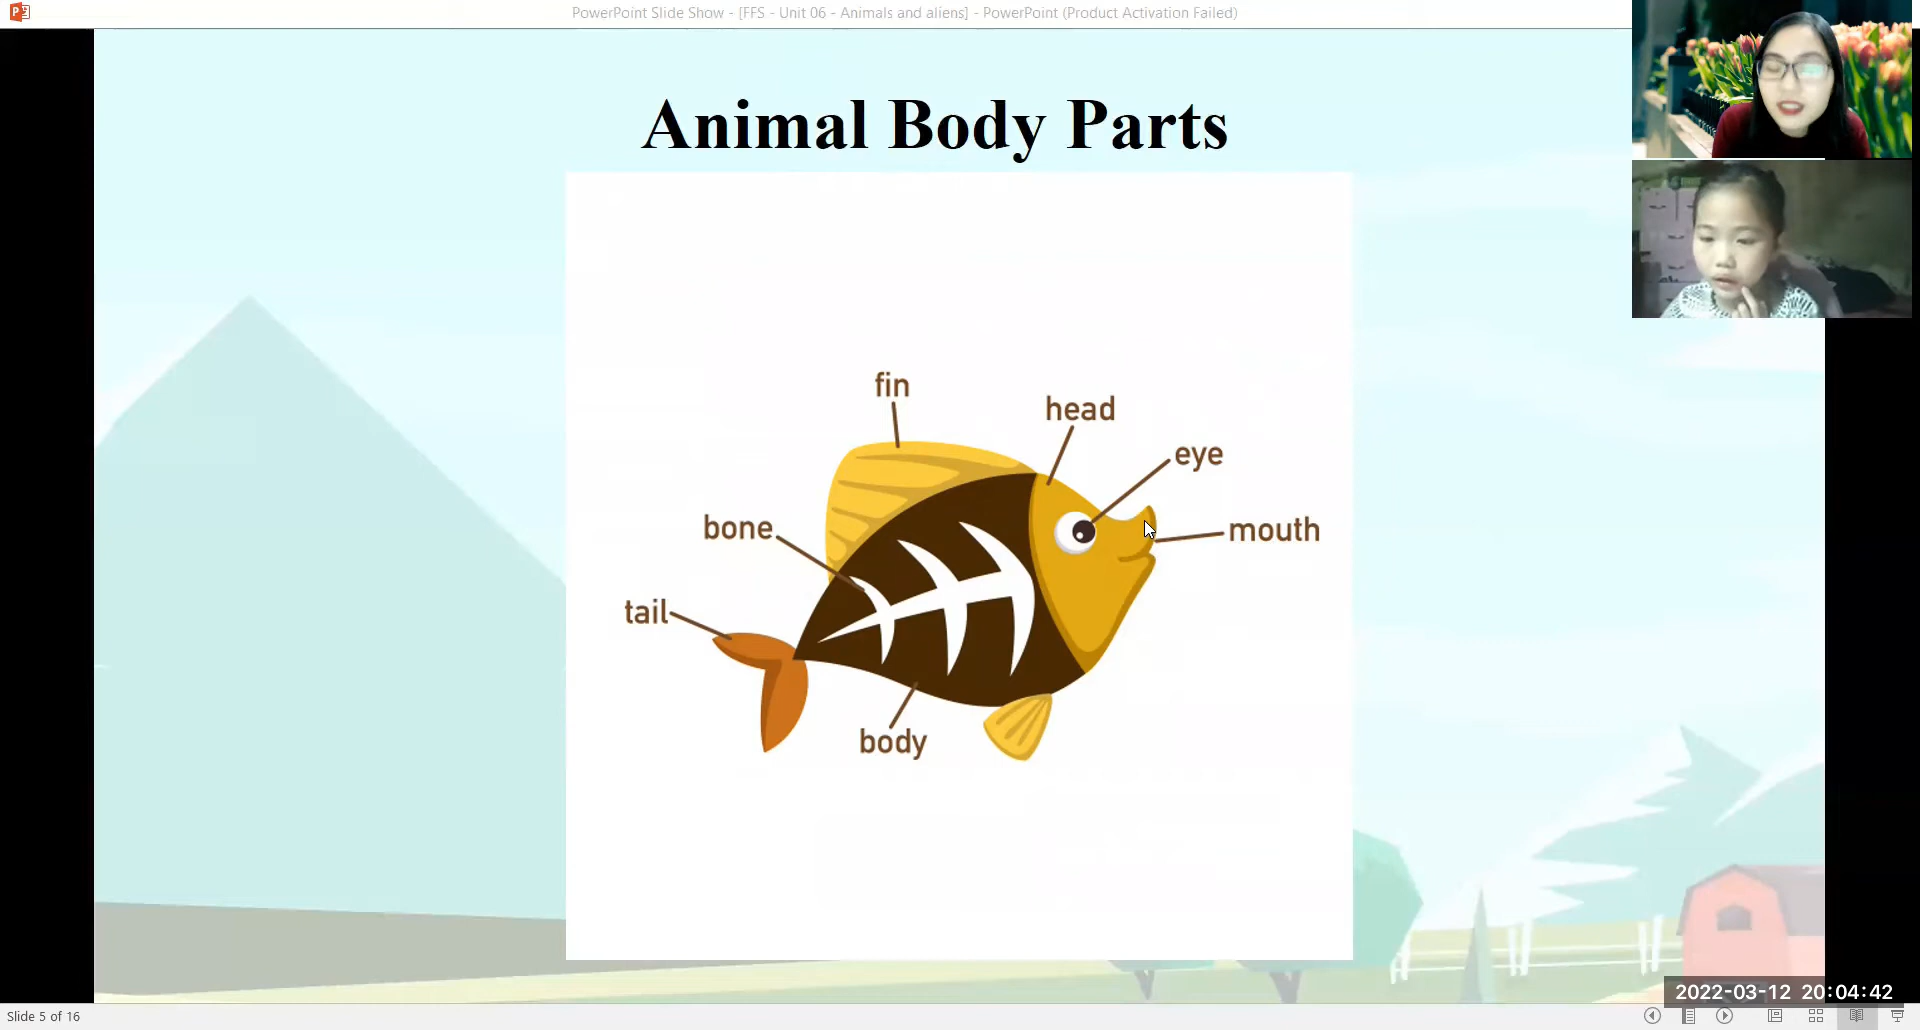 PowerPoint Slide Show - [FFS - Unit 06 - Animals and aliens] - PowerPoint (Product Activation Failed)
Animal Body Parts
fin
head
eye
bone
mouth
tail
body
2022-03-12 20:04:42
Slide 5 of 16